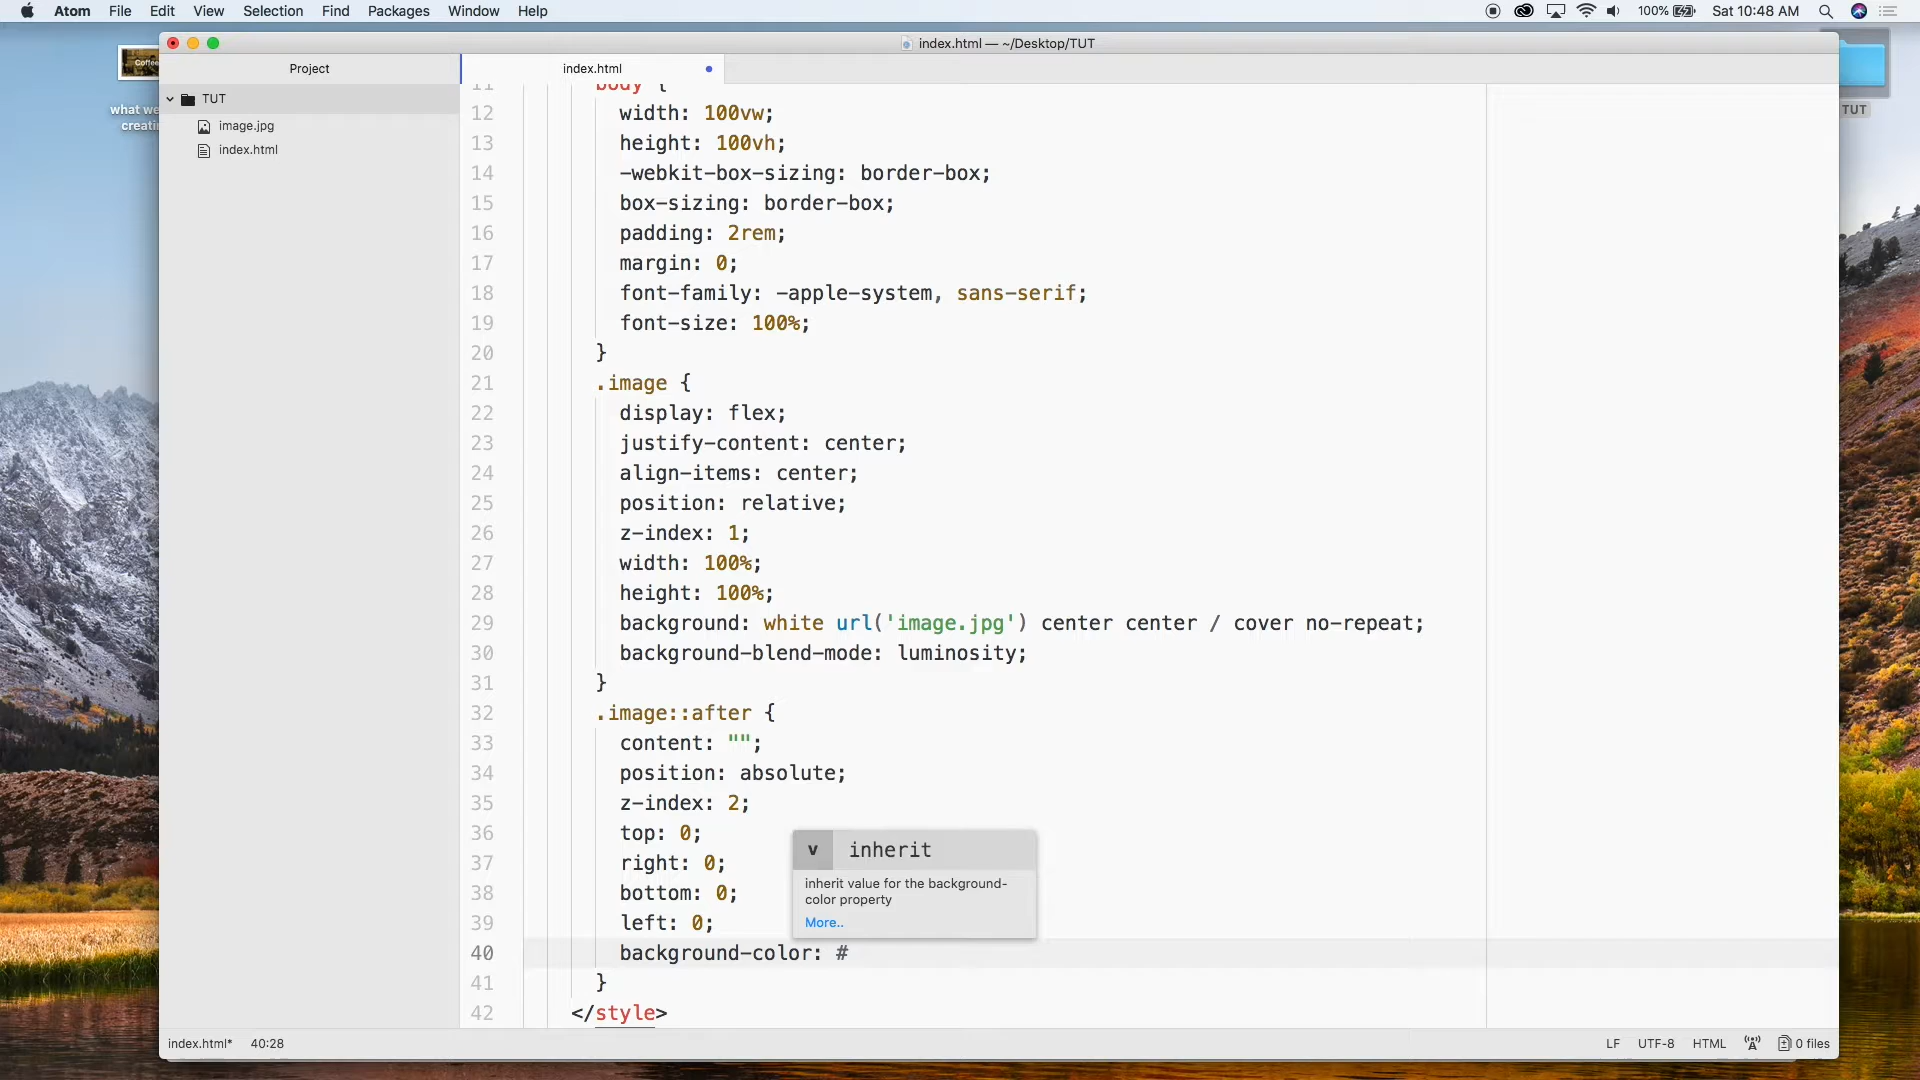 Atom File Edit View Selection Find Packages Window Help 100% Sat 10:48 AM
index.html — ~/Desktop/TUT
Project
index.html
TUT
image.jpg
index.html
what we
creatin
Coffee
TUT
11 body {
12 width: 100vw;
13 height: 100vh;
14 -webkit-box-sizing: border-box;
15 box-sizing: border-box;
16 padding: 2rem;
17 margin: 0;
18 font-family: -apple-system, sans-serif;
19 font-size: 100%;
20 }
21 .image {
22 display: flex;
23 justify-content: center;
24 align-items: center;
25 position: relative;
26 z-index: 1;
27 width: 100%;
28 height: 100%;
29 background: white url('image.jpg') center center / cover no-repeat;
30 background-blend-mode: luminosity;
31 }
32 .image::after {
33 content: "";
34 position: absolute;
35 z-index: 2;
36 top: 0;
37 right: 0;
38 bottom: 0;
39 left: 0;
40 background-color: #
41 }
42 </style>
v inherit
inherit value for the background-
color property
More..
index.html* 40:28 LF UTF-8 HTML 0 files